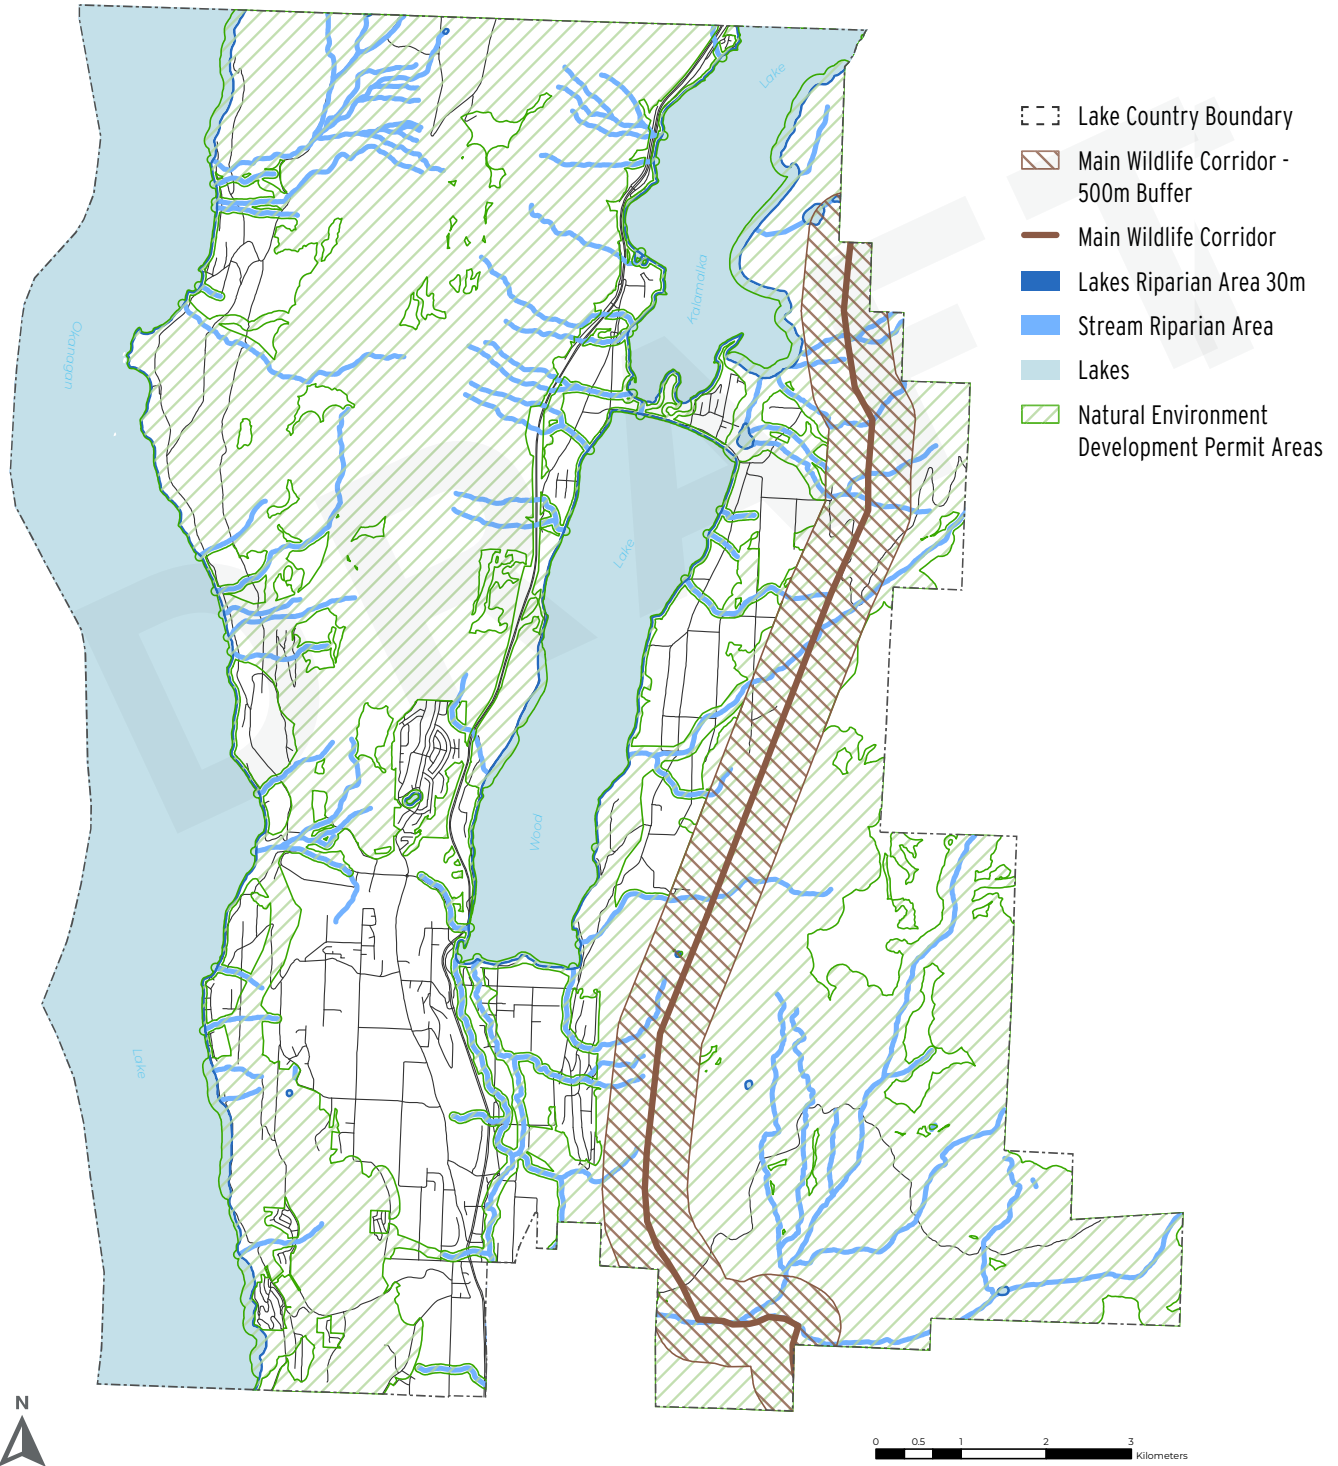 Lake Country Boundary
Main Wildlife Corridor -
500m Buffer
Main Wildlife Corridor
Lakes Riparian Area 30m
Stream Riparian Area
Lakes
Natural Environment
Development Permit Areas
Lake
Kalamalka
Okanagan
Lake
Wood
Lake
DRAFT
N
0 0.5 1 2 3
Kilometers